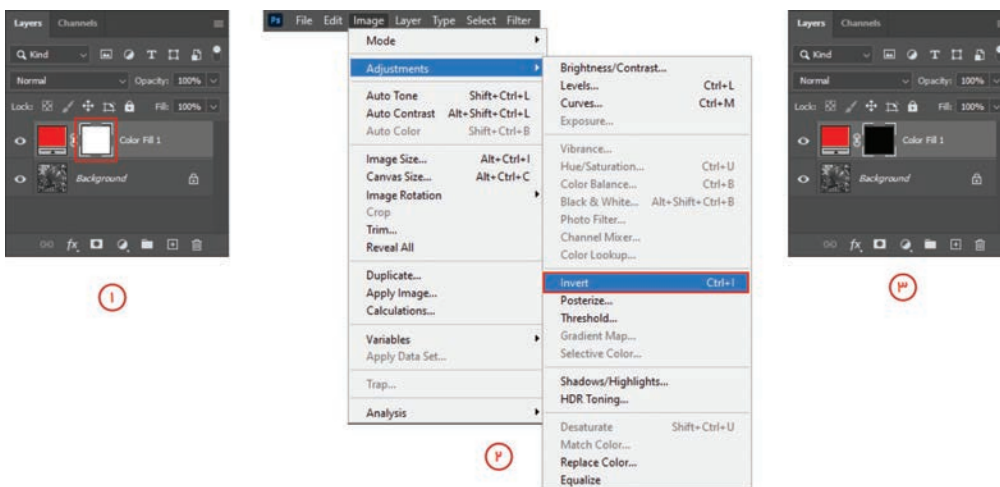 Layers Channels
Kind
Normal Opacity: 100%
Lock: Fill: 100%
Color Fill 1
Background
fx
۱
Ps File Edit Image Layer Type Select Filter
Mode
Adjustments
Auto Tone Shift+Ctrl+L
Auto Contrast Alt+Shift+Ctrl+L
Auto Color Shift+Ctrl+B
Image Size... Alt+Ctrl+I
Canvas Size... Alt+Ctrl+C
Image Rotation
Crop
Trim...
Reveal All
Duplicate...
Apply Image...
Calculations...
Variables
Apply Data Set...
Trap...
Analysis
Brightness/Contrast...
Levels... Ctrl+L
Curves... Ctrl+M
Exposure...
Vibrance...
Hue/Saturation... Ctrl+U
Color Balance... Ctrl+B
Black & White... Alt+Shift+Ctrl+B
Photo Filter...
Channel Mixer...
Color Lookup...
Invert Ctrl+I
Posterize...
Threshold...
Gradient Map...
Selective Color...
Shadows/Highlights...
HDR Toning...
Desaturate Shift+Ctrl+U
Match Color...
Replace Color...
Equalize
۲
Layers Channels
Kind
Normal Opacity: 100%
Lock: Fill: 100%
Color Fill 1
Background
fx
۳